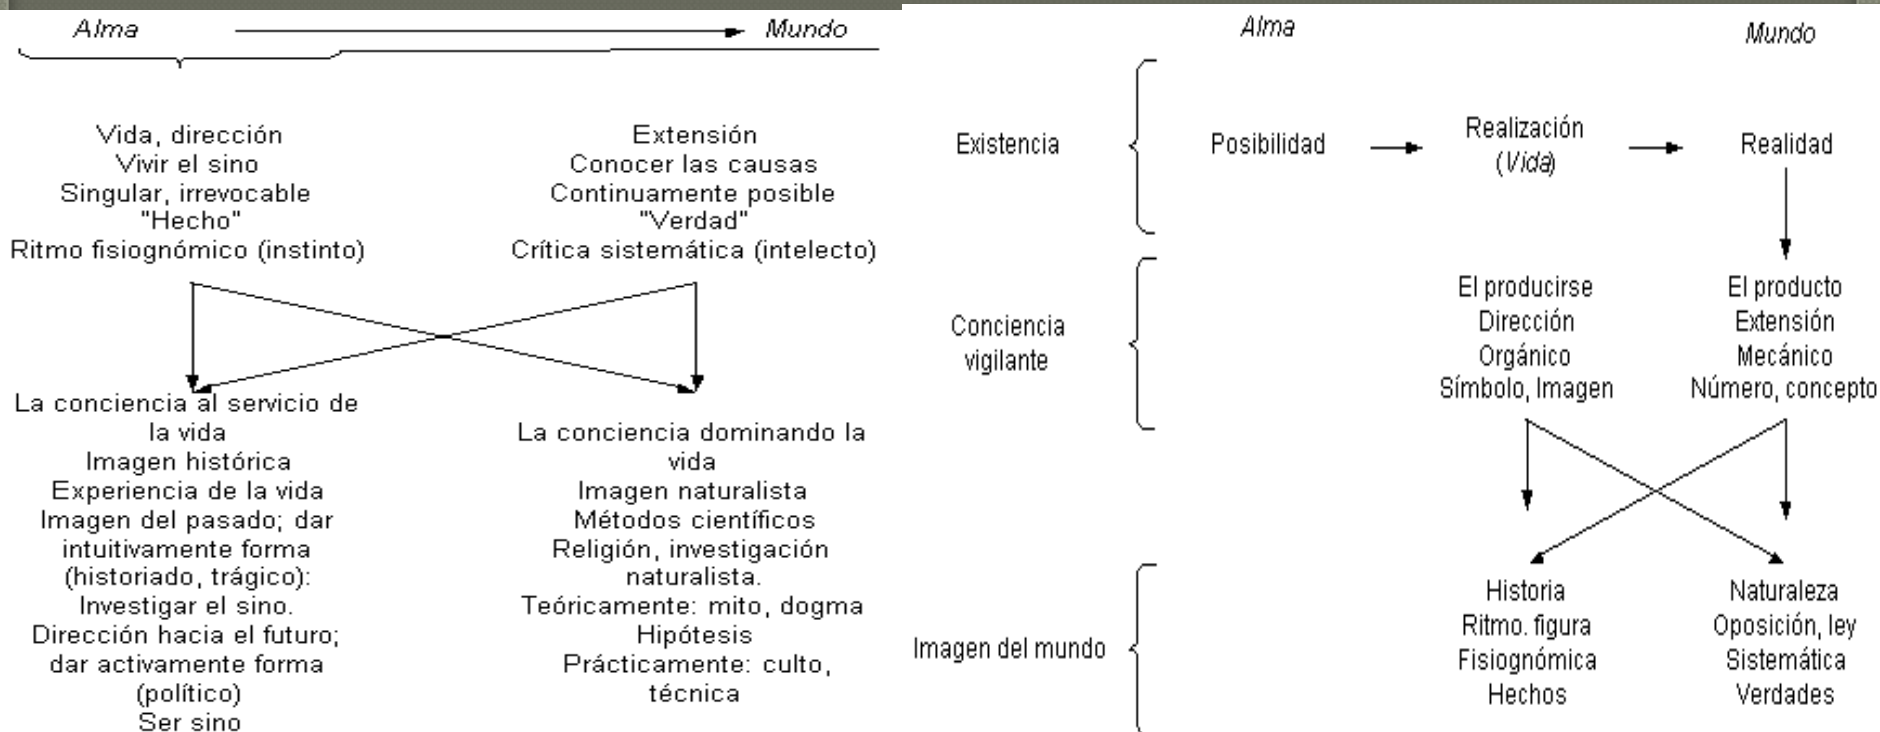 Alma
Mundo
Vida, dirección
Vivir el sino
Singular, irrevocable
"Hecho"
Ritmo fisiognómico (instinto)
Extensión
Conocer las causas
Continuamente posible
"Verdad"
Crítica sistemática (intelecto)
La conciencia al servicio de
la vida
Imagen histórica
Experiencia de la vida
Imagen del pasado; dar
intuitivamente forma
(historiado, trágico):
Investigar el sino.
Dirección hacia el futuro;
dar activamente forma
(político)
Ser sino
La conciencia dominando la
vida
Imagen naturalista
Métodos científicos
Religión, investigación
naturalista.
Teóricamente: mito, dogma
Hipótesis
Prácticamente: culto,
técnica
Alma
Mundo
Existencia
Posibilidad
Realización
(Vida)
Realidad
Conciencia
vigilante
El producirse
Dirección
Orgánico
Símbolo, Imagen
El producto
Extensión
Mecánico
Número, concepto
Imagen del mundo
Historia
Ritmo. figura
Fisiognómica
Hechos
Naturaleza
Oposición, ley
Sistemática
Verdades